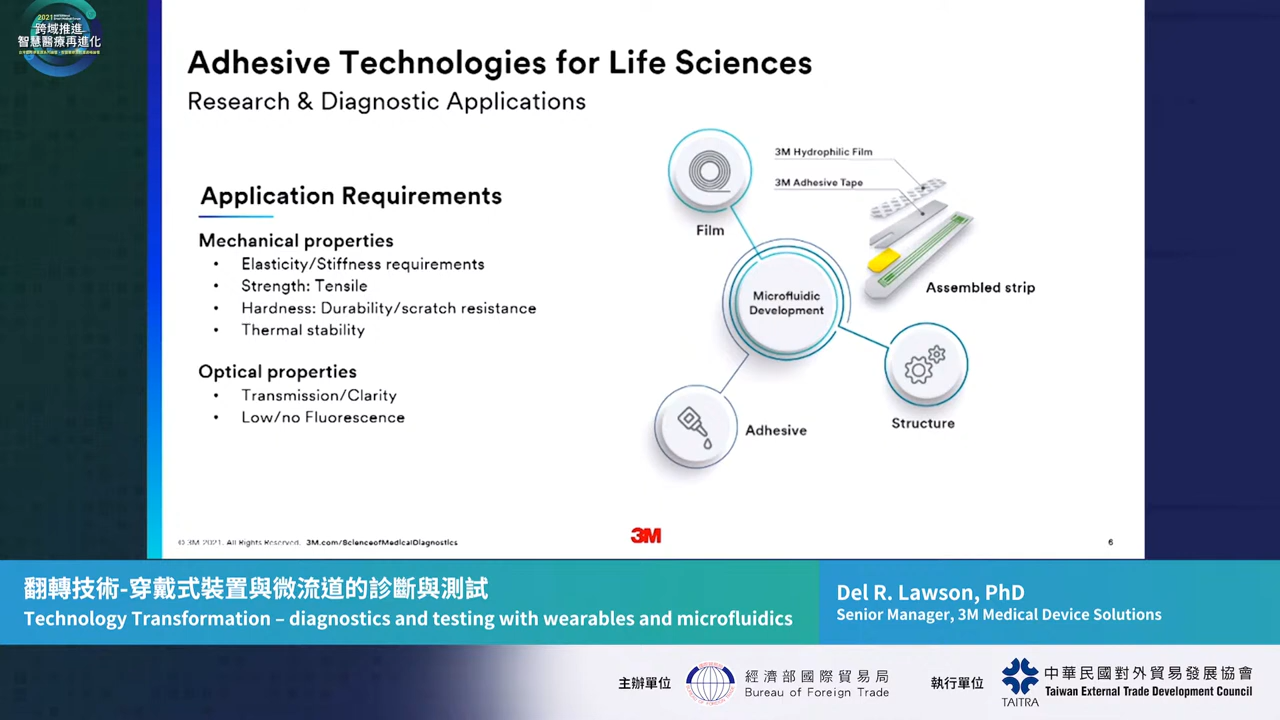 2021
跨域推進
智慧醫療再進化
Adhesive Technologies for Life Sciences
Research & Diagnostic Applications
Application Requirements
Mechanical properties
• Elasticity/Stiffness requirements
• Strength: Tensile
• Hardness: Durability/scratch resistance
• Thermal stability
Optical properties
• Transmission/Clarity
• Low/no Fluorescence
3M Hydrophilic Film
3M Adhesive Tape
Film
Assembled strip
Microfluidic
Development
Structure
Adhesive
© 3M 2021. All Rights Reserved. 3M.com/ScienceofMedicalDiagnostics
3M
6
翻轉技術-穿戴式裝置與微流道的診斷與測試
Technology Transformation – diagnostics and testing with wearables and microfluidics
Del R. Lawson, PhD
Senior Manager, 3M Medical Device Solutions
主辦單位
經濟部國際貿易局
Bureau of Foreign Trade
執行單位
TAITRA
中華民國對外貿易發展協會
Taiwan External Trade Development Council